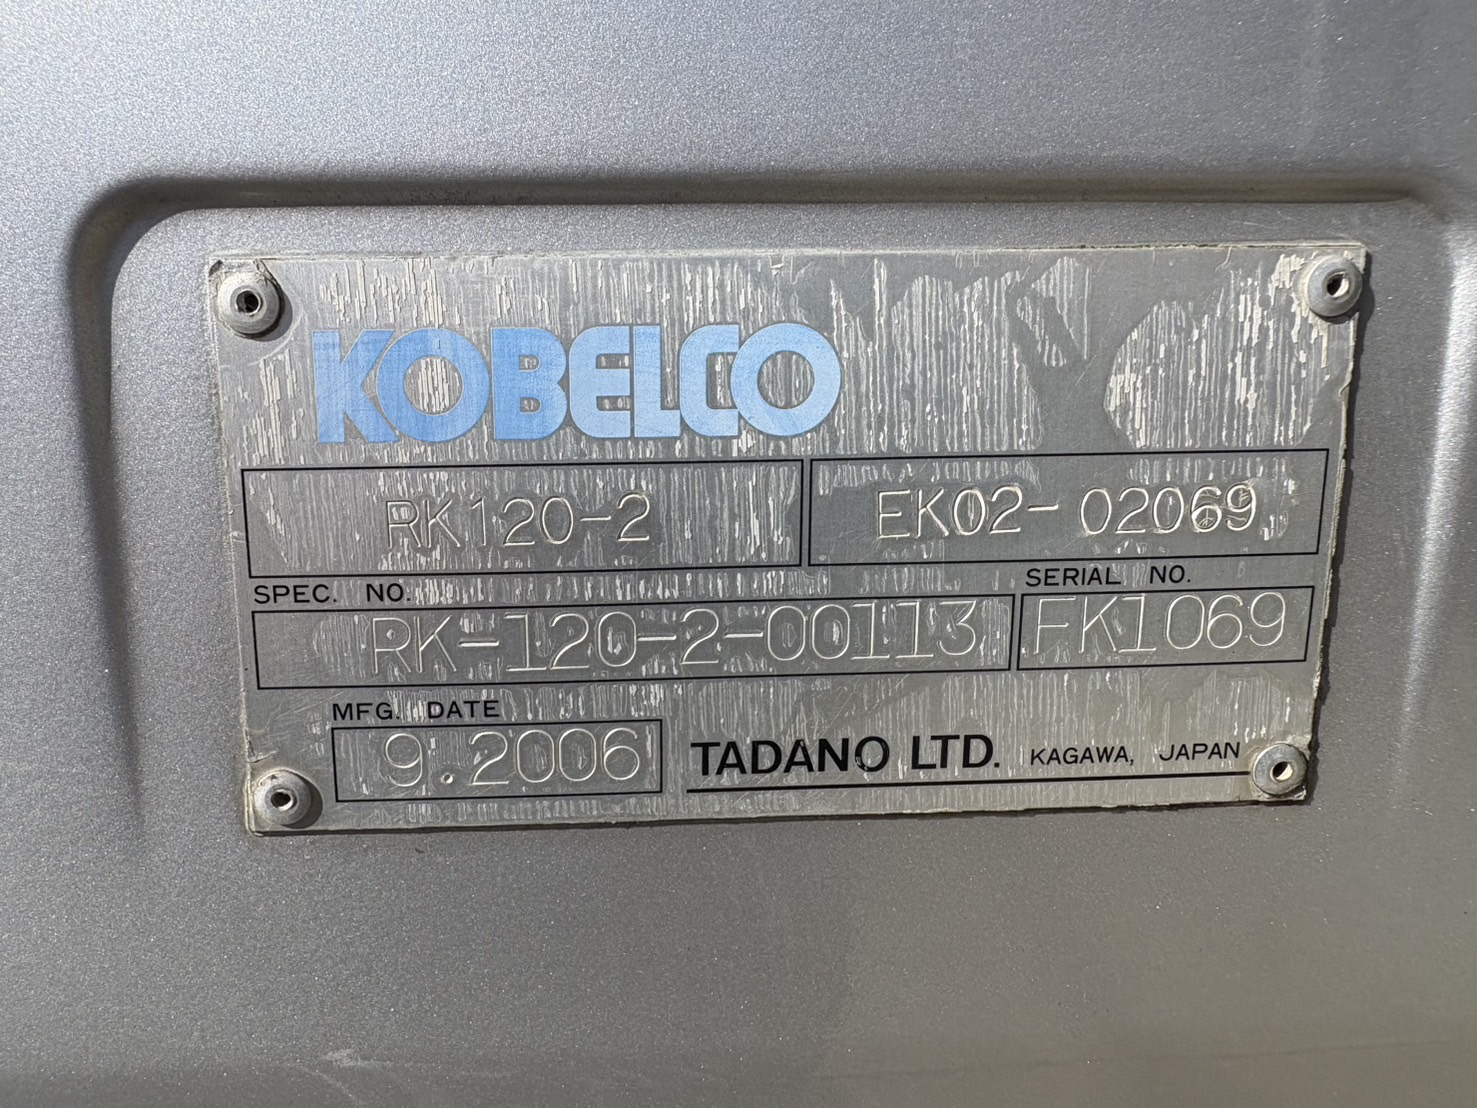 KOBELCO
RK120-2 EK02-02069
SPEC. NO. SERIAL NO.
RK-120-2-00113 FK1069
MFG. DATE
9.2006 TADANO LTD. KAGAWA, JAPAN